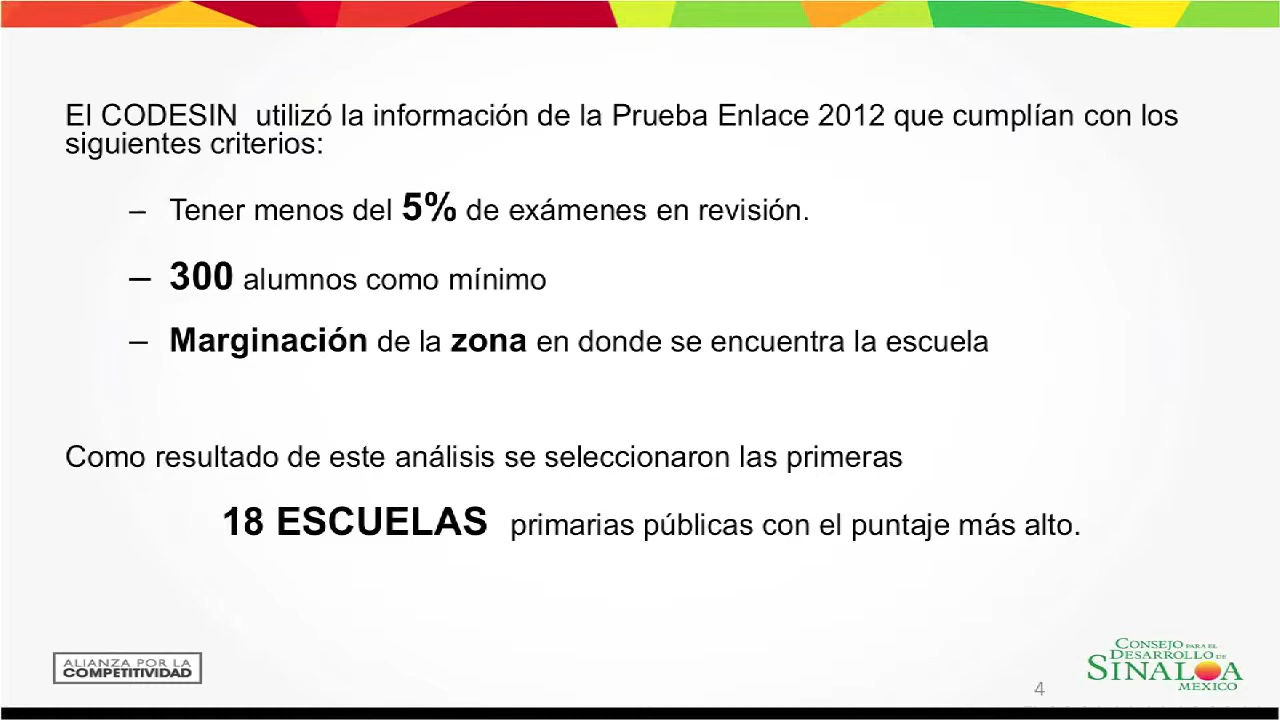 El CODESIN utilizó la información de la Prueba Enlace 2012 que cumplían con los
siguientes criterios:
– Tener menos del 5% de exámenes en revisión.
– 300 alumnos como mínimo
– Marginación de la zona en donde se encuentra la escuela
Como resultado de este análisis se seleccionaron las primeras
18 ESCUELAS primarias públicas con el puntaje más alto.
ALIANZA POR LA
COMPETITIVIDAD
4
CONSEJO PARA EL
DESARROLLO DE
SINALOA
MEXICO